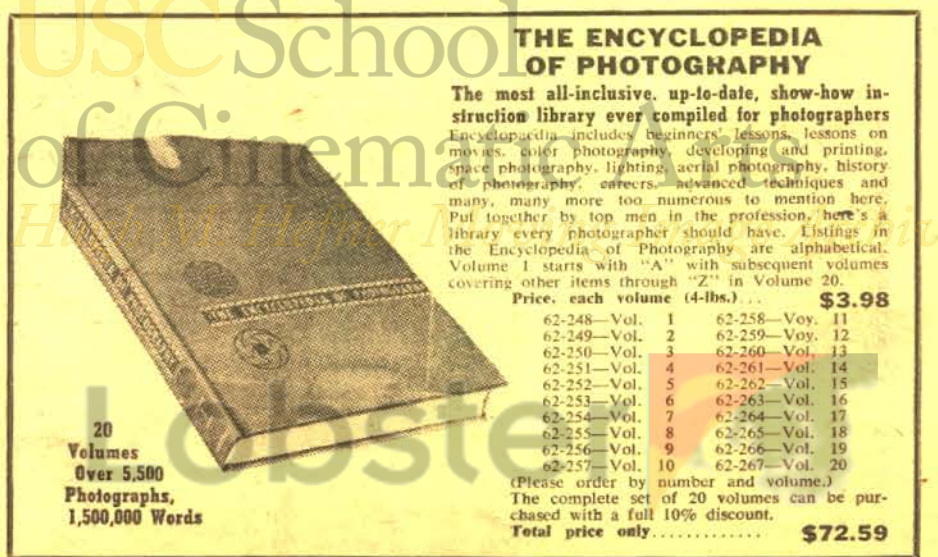 USC School
of Cinematic Arts
Hugh M. Hefner Moving Image Archive
THE ENCYCLOPEDIA
OF PHOTOGRAPHY
The most all-inclusive, up-to-date, show-how in-
struction library ever compiled for photographers
Encyclopaedia includes beginners' lessons, lessons on
movies, color photography, developing and printing,
space photography, lighting, aerial photography, history
of photography, careers, advanced techniques and
many, many more too numerous to mention here.
Put together by top men in the profession, here's a
library every photographer should have. Listings in
the Encyclopedia of Photography are alphabetical.
Volume 1 starts with "A" with subsequent volumes
covering other items through "Z" in Volume 20.
Price, each volume (4-lbs.)... $3.98
62-248—Vol. 1 62-258—Voy. 11
62-249—Vol. 2 62-259—Voy. 12
62-250—Vol. 3 62-260—Vol. 13
62-251—Vol. 4 62-261—Vol. 14
62-252—Vol. 5 62-262—Vol. 15
62-253—Vol. 6 62-263—Vol. 16
62-254—Vol. 7 62-264—Vol. 17
62-255—Vol. 8 62-265—Vol. 18
62-256—Vol. 9 62-266—Vol. 19
62-257—Vol. 10 62-267—Vol. 20
(Please order by number and volume.)
The complete set of 20 volumes can be pur-
chased with a full 10% discount.
Total price only............. $72.59
THE ENCYCLOPEDIA OF PHOTOGRAPHY
20
Volumes
Over 5,500
Photographs,
1,500,000 Words
Lobster